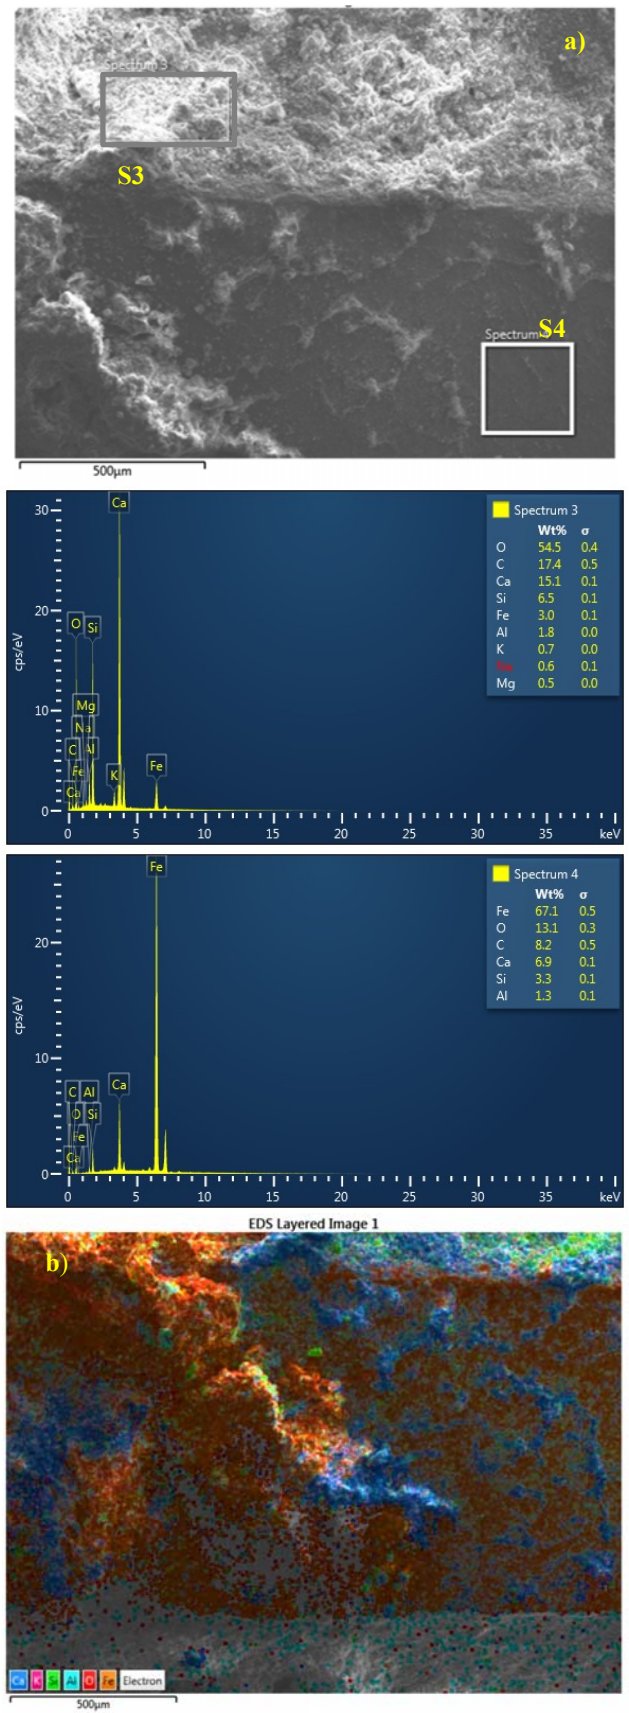 a)
Spectrum 3
S3
S4
Spectrum
500μm
Ca
30
Spectrum 3
Wt% σ
O 54.5 0.4
C 17.4 0.5
Ca 15.1 0.1
Si 6.5 0.1
Fe 3.0 0.1
Al 1.8 0.0
K 0.7 0.0
0.6 0.1
Mg 0.5 0.0
O Si
20
cps/eV
Mg
10
Na
C Al
Fe
K
Fe
Ca
0
0 5 10 15 20 25 30 35 keV
Fe
Spectrum 4
Wt% σ
Fe 67.1 0.5
O 13.1 0.3
C 8.2 0.5
Ca 6.9 0.1
Si 3.3 0.1
Al 1.3 0.1
20
cps/eV
10
C Al
Ca
O Si
Fe
Ca
0
0 5 10 15 20 25 30 35 keV
EDS Layered Image 1
b)
Ca K Si Al O Fe Electron
500μm